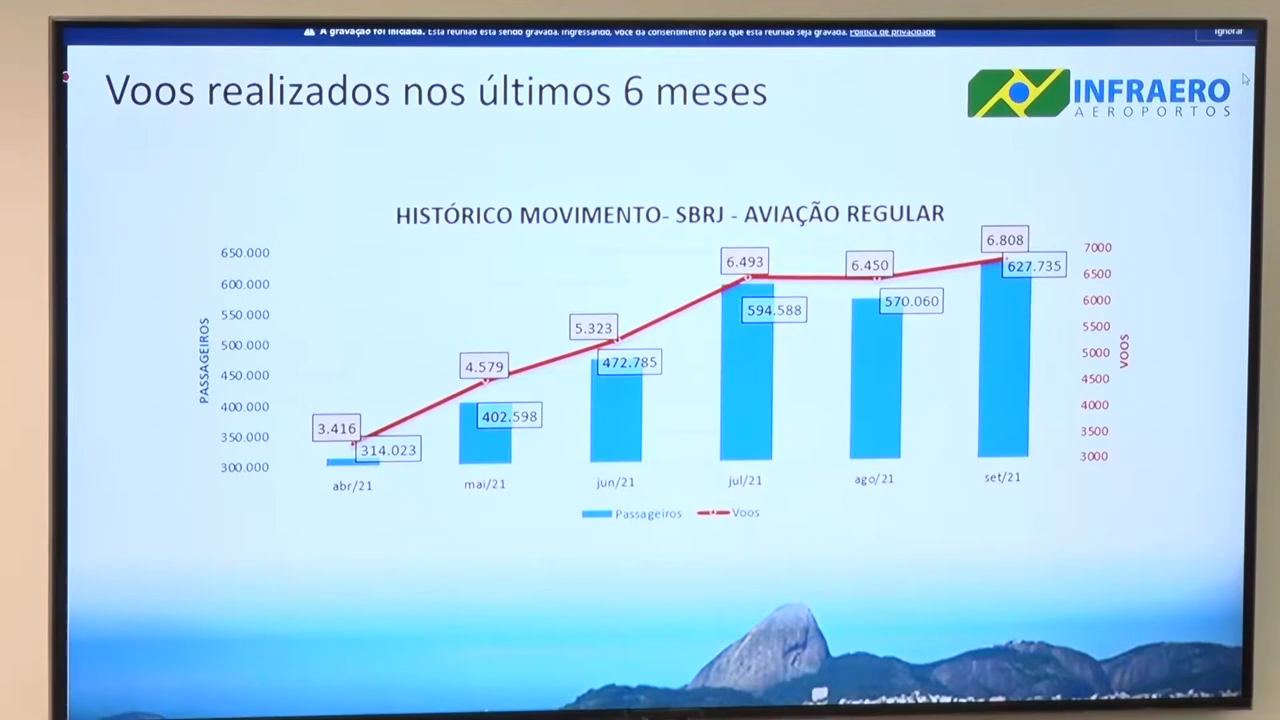 A gravação foi iniciada. Esta reunião está sendo gravada. Ingressando, você dá consentimento para que esta reunião seja gravada. Política de privacidade
Ignorar
Voos realizados nos últimos 6 meses
INFRAERO
AEROPORTOS
HISTÓRICO MOVIMENTO- SBRJ - AVIAÇÃO REGULAR
PASSAGEIROS
650.000
600.000
550.000
500.000
450.000
400.000
350.000
300.000
3.416
314.023
4.579
402.598
5.323
472.785
6.493
594.588
6.450
570.060
6.808
627.735
7000
6500
6000
5500
5000
4500
4000
3500
3000
VOOS
abr/21 mai/21 jun/21 jul/21 ago/21 set/21
Passageiros Voos